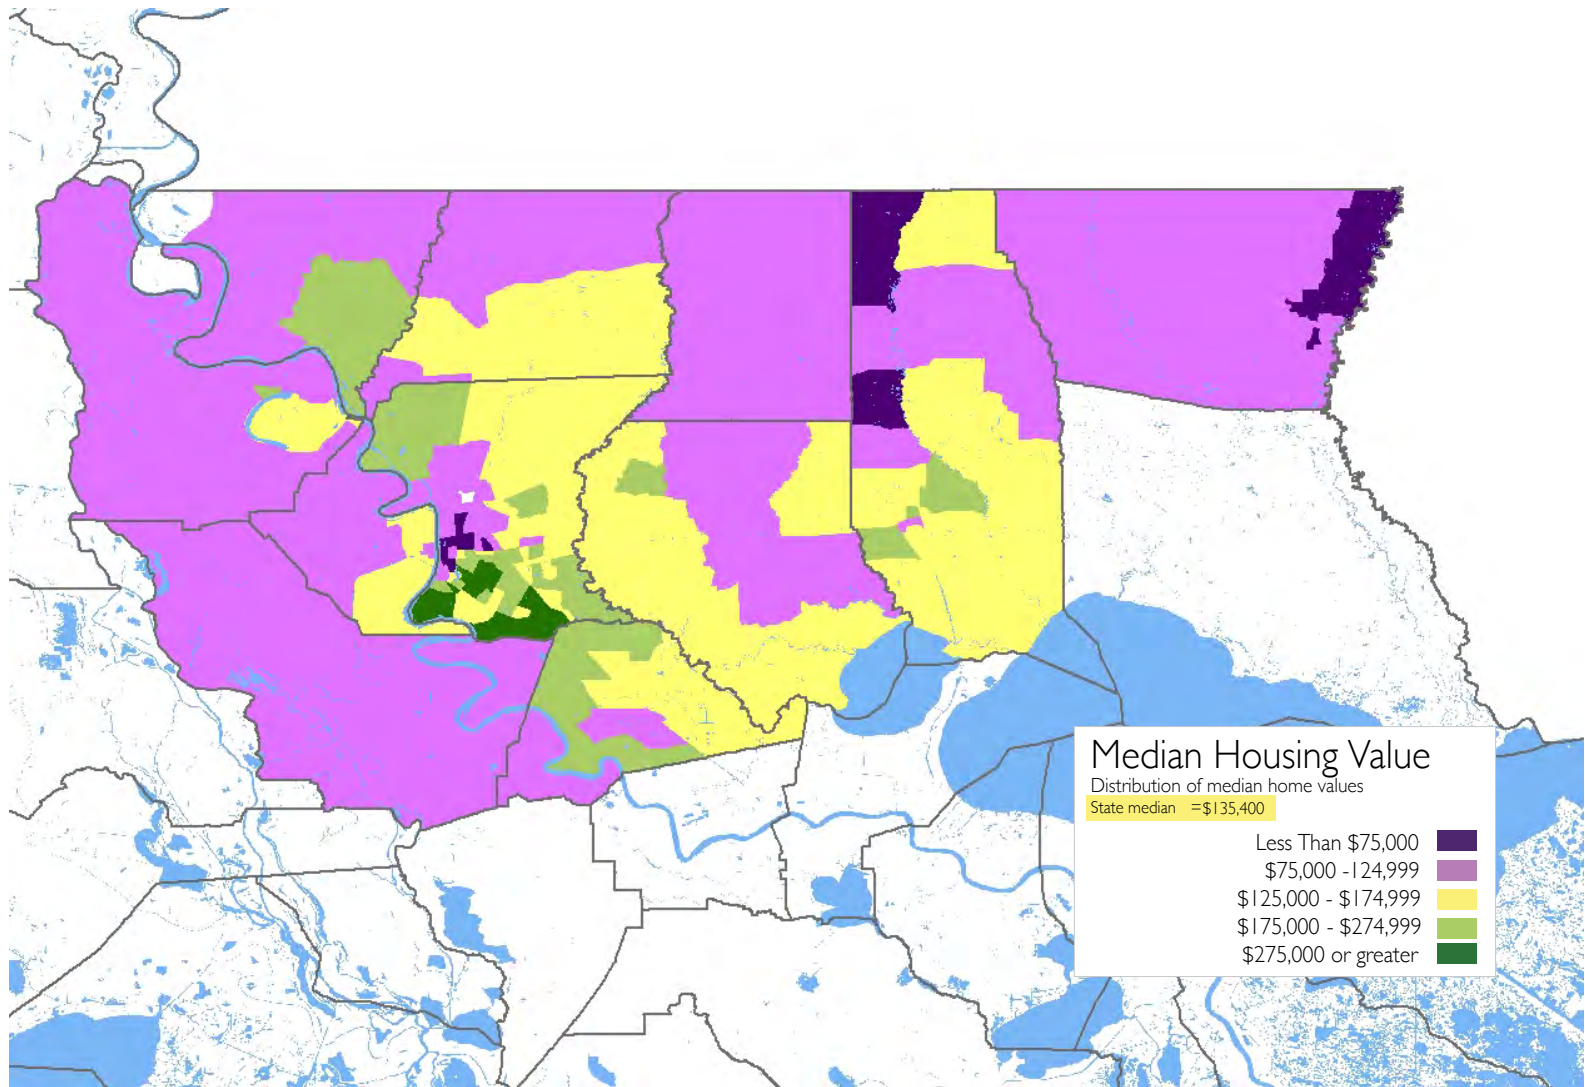 Median Housing Value
Distribution of median home values
State median =$135,400
Less Than $75,000
$75,000 -124,999
$125,000 - $174,999
$175,000 - $274,999
$275,000 or greater